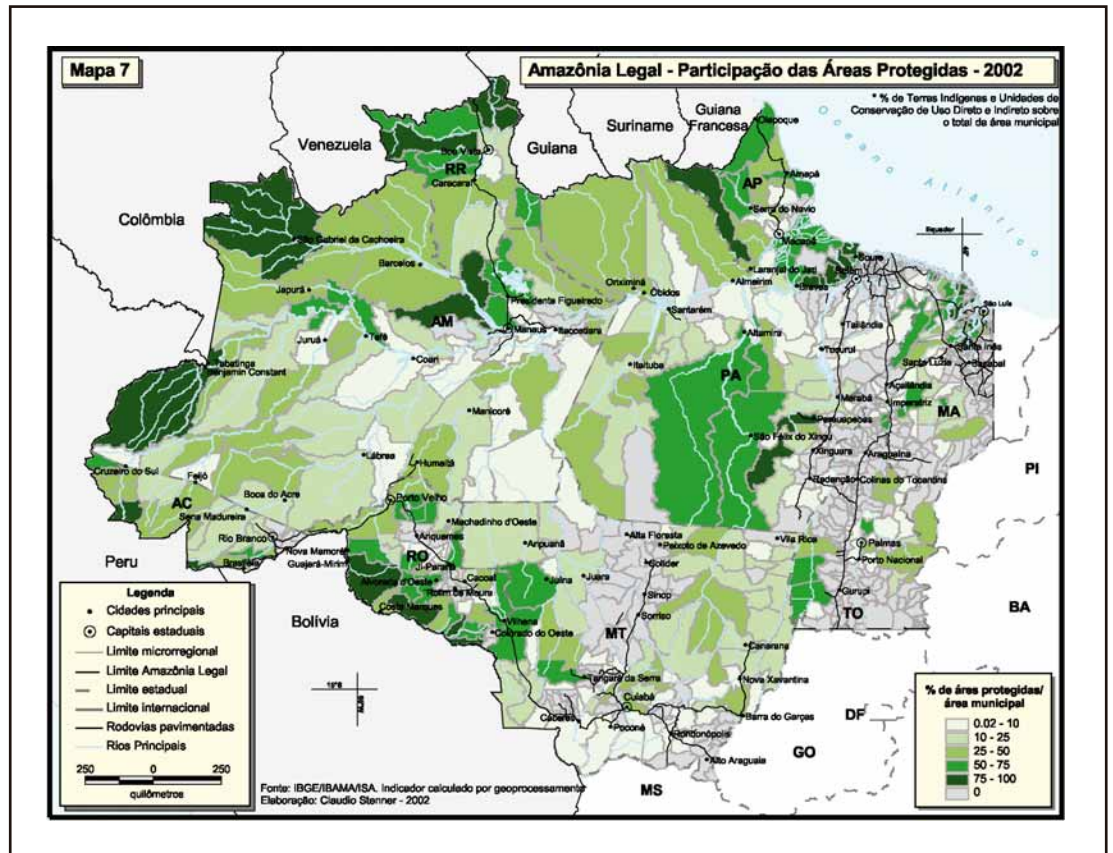 Mapa 7
Amazônia Legal - Participação das Áreas Protegidas - 2002
* % de Terras Indígenas e Unidades de
Conservação de Uso Direto e Indireto sobre
o total da área municipal
Venezuela
Suriname
Guiana
Francesa
Guiana
Colômbia
Oceano Atlântico
Equador
Oiapoque
Boa Vista
RR
Caracaraí
AP
Amapá
Serra do Navio
Macapá
São Gabriel da Cachoeira
Barcelos
Japurá
Presidente Figueiredo
Oriximiná
Óbidos
Almeirim
Laranjal do Jari
Breves
Soure
Belém
São Luís
AM
Manaus
Itacoatiara
Santarém
Juruá
Tefé
Coari
Altamira
Tailândia
Tucuruí
Santa Inês
Santa Luzia
Bacabal
Tabatinga
Benjamin Constant
Itaituba
PA
Açailândia
Imperatriz
MA
Marabá
Parauapebas
Manicoré
São Félix do Xingu
Xinguara
Araguaína
PI
Cruzeiro do Sul
Feijó
Lábrea
Humaitá
Redenção
Colinas do Tocantins
AC
Boca do Acre
Sena Madureira
Porto Velho
Rio Branco
Machadinho d'Oeste
Ariquemes
Aripuanã
Alta Floresta
Peixoto de Azevedo
Vila Rica
Palmas
Porto Nacional
Peru
Nova Mamoré
Guajará-Mirim
RO
Ji-Paraná
Alvorada d'Oeste
Cacoal
Rolim de Moura
Juína
Juara
Colider
Sinop
Gurupi
TO
BA
Costa Marques
Bolívia
Vilhena
Colorado do Oeste
MT
Sorriso
Canarana
Tangará da Serra
Cuiabá
Nova Xavantina
Cáceres
Poconé
Rondonópolis
Barra do Garças
DF
GO
Alto Araguaia
MS
Legenda
Cidades principais
Capitais estaduais
Limite microrregional
Limite Amazônia Legal
Limite estadual
Limite internacional
Rodovias pavimentadas
Rios Principais
250 0 250
quilômetros
Fonte: IBGE/IBAMA/ISA. Indicador calculado por geoprocessamento
Elaboração: Claudio Stenner - 2002
% de área protegidas/
área municipal
0.02 - 10
10 - 25
25 - 50
50 - 75
75 - 100
0